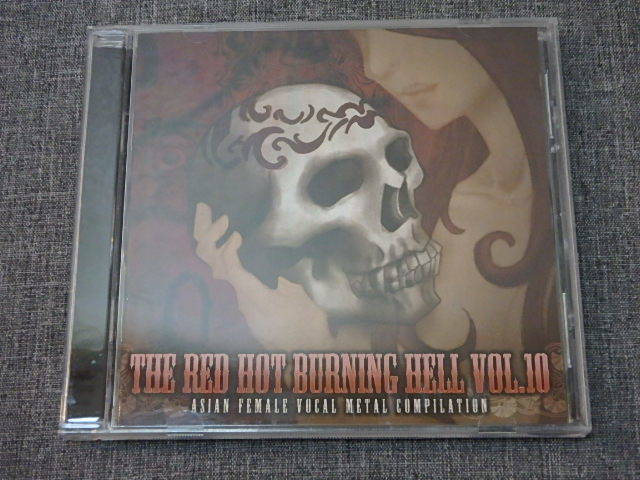 THE RED HOT BURNING HELL VOL.10
ASIAN FEMALE VOCAL METAL COMPILATION